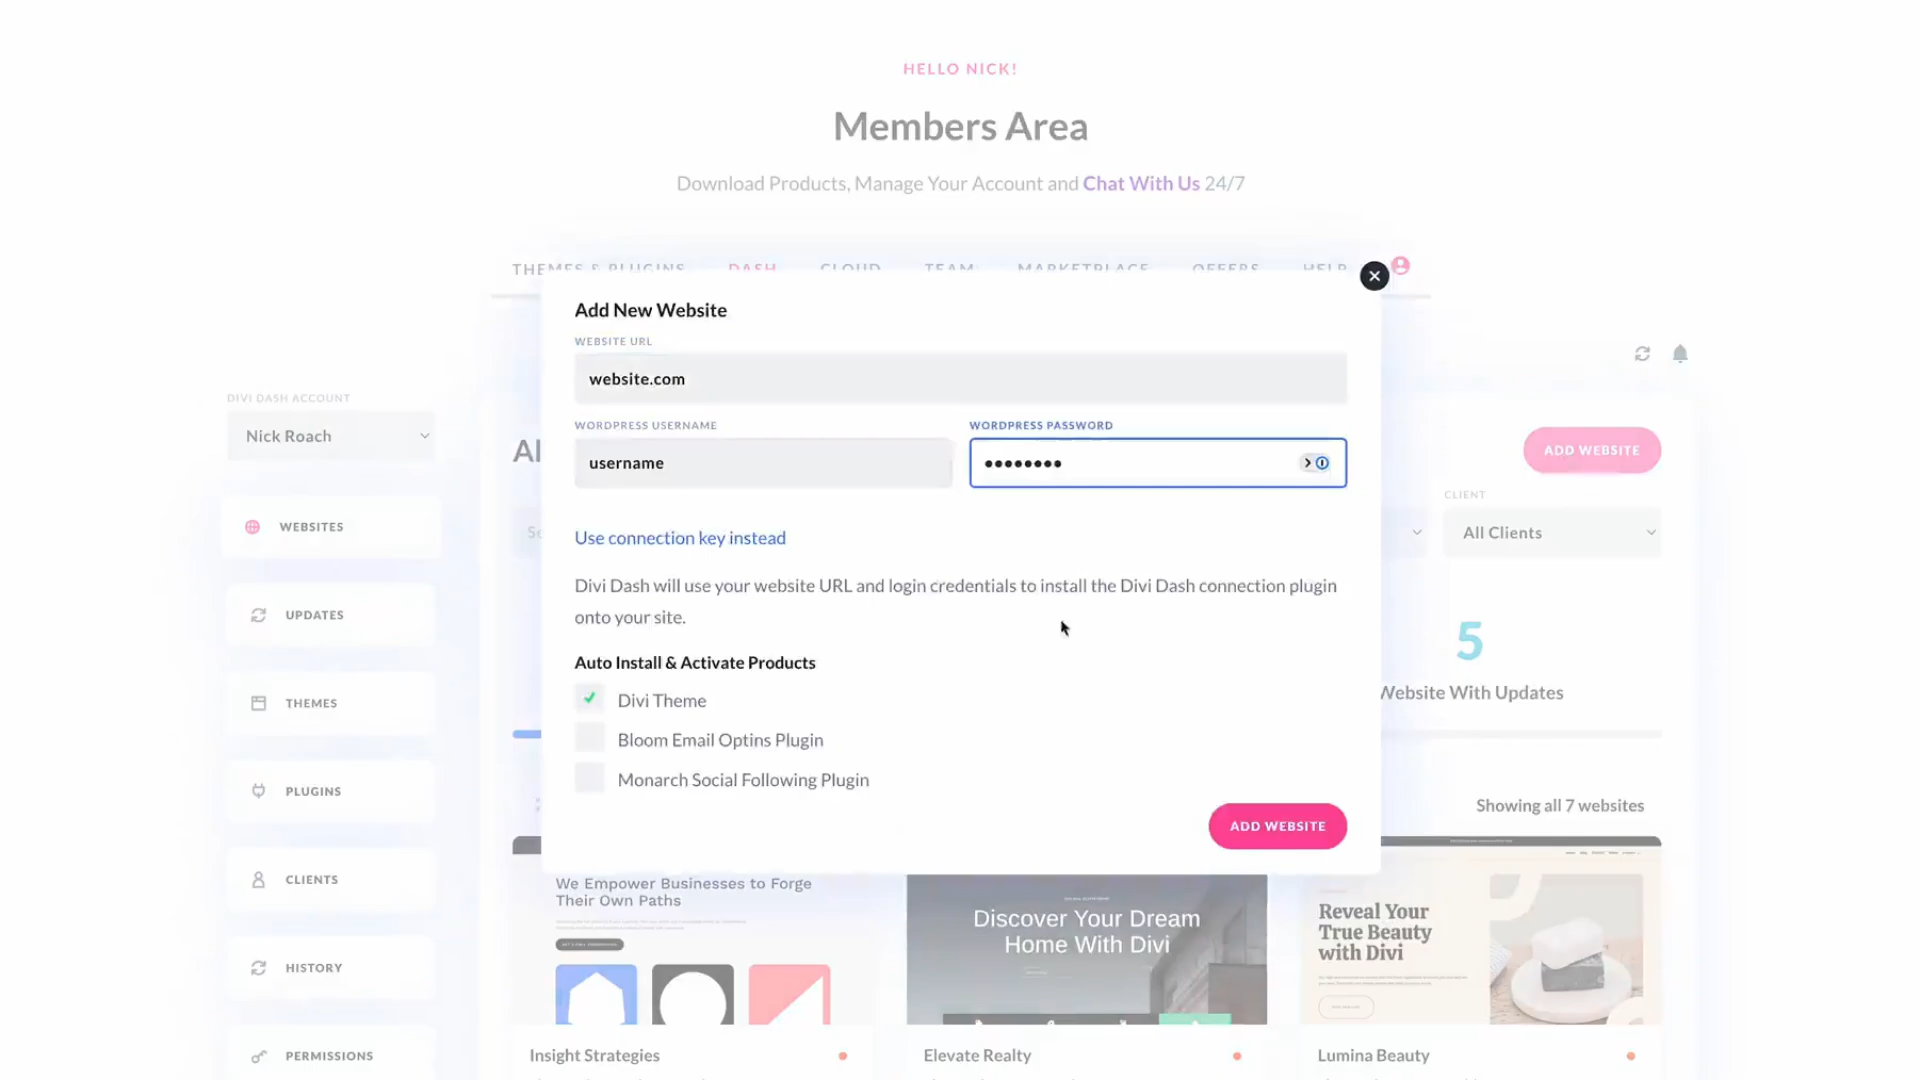 HELLO NICK!
Members Area
Download Products, Manage Your Account and Chat With Us 24/7
THEMES & PLUGINS DASH CLOUD TEAM MARKETPLACE OFFERS HELP
Add New Website
WEBSITE URL
website.com
DIVI DASH ACCOUNT
Nick Roach
WORDPRESS USERNAME WORDPRESS PASSWORD
username ••••••••
ADD WEBSITE
CLIENT
All Clients
WEBSITES
Use connection key instead
Divi Dash will use your website URL and login credentials to install the Divi Dash connection plugin
onto your site.
UPDATES
5
Website With Updates
Auto Install & Activate Products
Divi Theme
THEMES
Bloom Email Optins Plugin
Monarch Social Following Plugin
PLUGINS
Showing all 7 websites
ADD WEBSITE
CLIENTS
We Empower Businesses to Forge
Their Own Paths
Discover Your Dream
Home With Divi
Reveal Your
True Beauty
with Divi
HISTORY
PERMISSIONS
Insight Strategies
Elevate Realty
Lumina Beauty